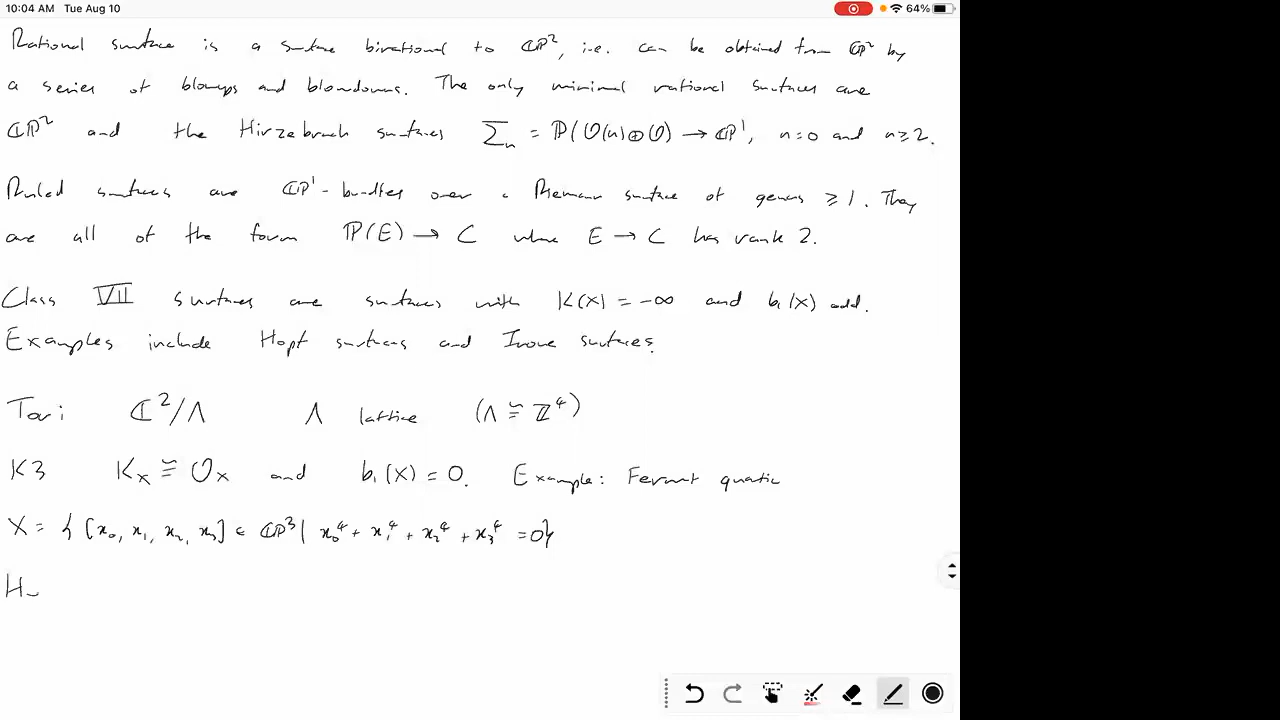 10:04 AM Tue Aug 10 64%
Rational surface is a surface birational to ℂℙ², i.e. can be obtained from ℂℙ² by
a series of blowups and blowdowns. The only minimal rational surfaces are
ℂℙ² and the Hirzebruch surfaces Σₙ = ℙ(𝒪(n)⊕𝒪) → ℂℙ¹, n=0 and n≥2.
Ruled surfaces are ℂℙ¹-bundles over a Riemann surface of genus ≥ 1. They
are all of the form ℙ(E) → C where E → C has rank 2.
Class VII surfaces are surfaces with K(X) = -∞ and b₁(X) odd.
Examples include Hopf surfaces and Inoue surfaces.
Tori ℂ²/Λ Λ lattice (Λ ≅ ℤ⁴)
K3 K_X ≅ 𝒪_X and b₁(X) = 0. Example: Fermat quartic
X = { [x₀, x₁, x₂, x₃] ∈ ℂℙ³ | x₀⁴ + x₁⁴ + x₂⁴ + x₃⁴ = 0}